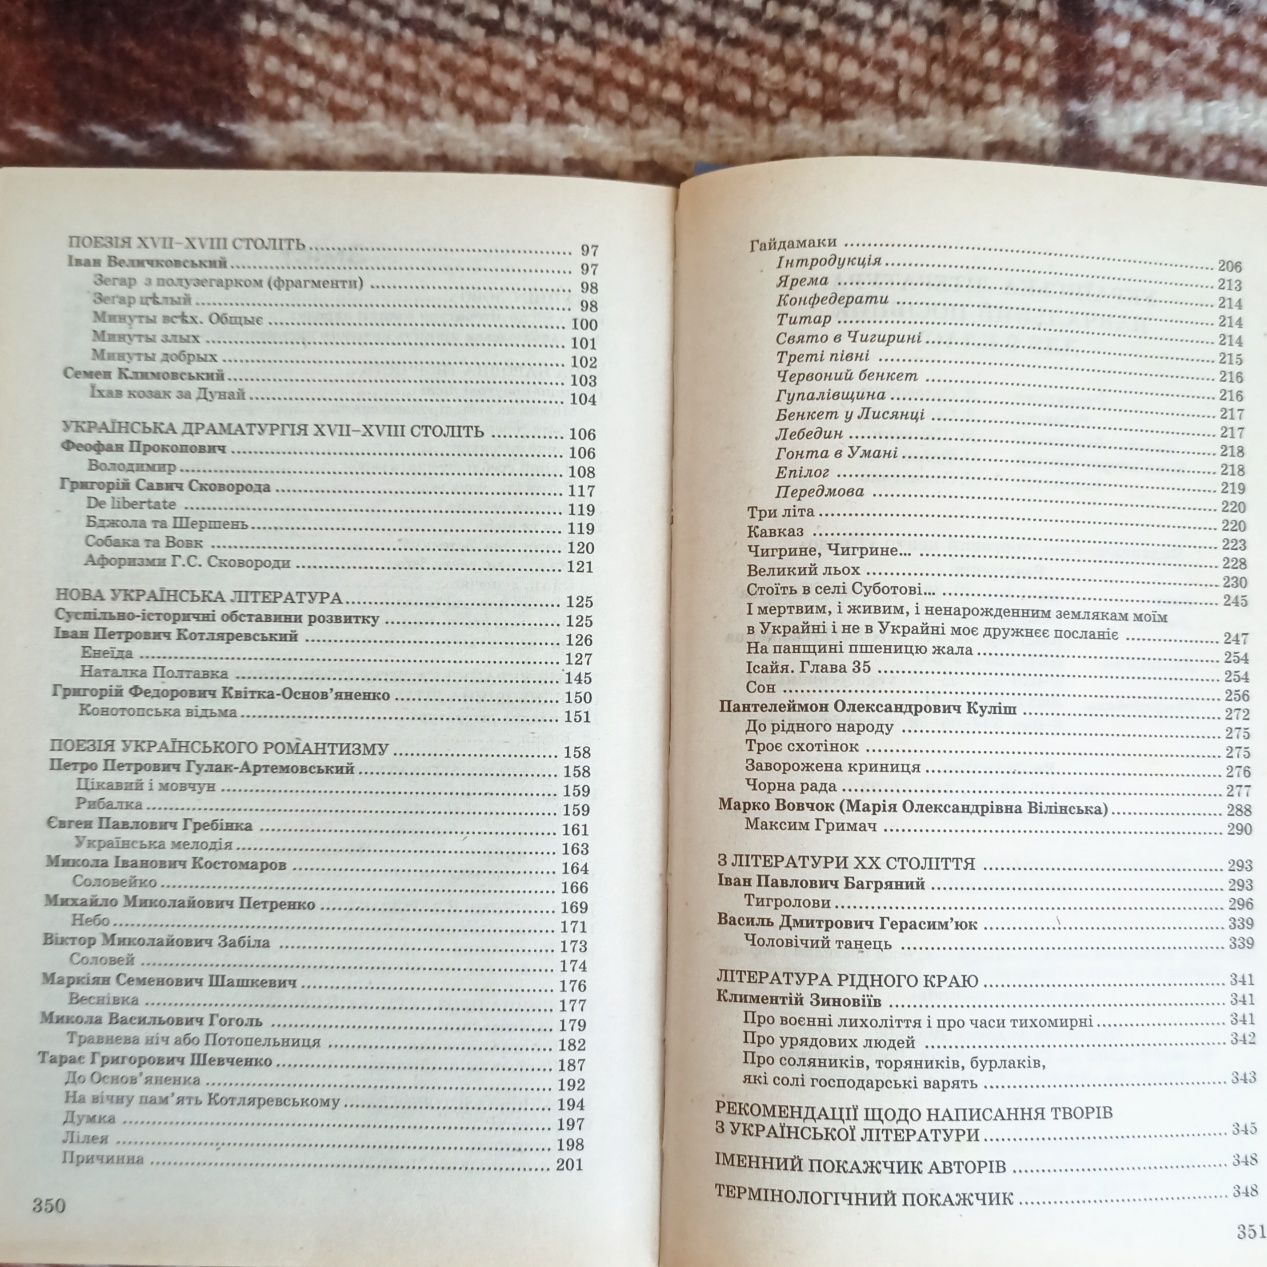 ПОЕЗІЯ XVII–XVIII СТОЛІТЬ ........ 97
Іван Величковський ........ 97
Зегар з полузегарком (фрагменти) ........ 98
Зегар цѣлый ........ 98
Минуты всѣх. Общыѣ ........ 100
Минуты злых ........ 101
Минуты добрых ........ 102
Семен Климовський ........ 103
Їхав козак за Дунай ........ 104
УКРАЇНСЬКА ДРАМАТУРГІЯ XVII–XVIII СТОЛІТЬ ........ 106
Феофан Прокопович ........ 106
Володимир ........ 108
Григорій Савич Сковорода ........ 117
De libertate ........ 119
Бджола та Шершень ........ 119
Собака та Вовк ........ 120
Афоризми Г.С. Сковороди ........ 121
НОВА УКРАЇНСЬКА ЛІТЕРАТУРА ........ 125
Суспільно-історичні обставини розвитку ........ 125
Іван Петрович Котляревський ........ 126
Енеїда ........ 127
Наталка Полтавка ........ 145
Григорій Федорович Квітка-Основ’яненко ........ 150
Конотопська відьма ........ 151
ПОЕЗІЯ УКРАЇНСЬКОГО РОМАНТИЗМУ ........ 158
Петро Петрович Гулак-Артемовський ........ 158
Цікавий і мовчун ........ 159
Рибалка ........ 159
Євген Павлович Гребінка ........ 161
Українська мелодія ........ 163
Микола Іванович Костомаров ........ 164
Соловейко ........ 166
Михайло Миколайович Петренко ........ 169
Небо ........ 171
Віктор Миколайович Забіла ........ 173
Соловей ........ 174
Маркіян Семенович Шашкевич ........ 176
Веснівка ........ 177
Микола Васильович Гоголь ........ 179
Травнева ніч або Потопельниця ........ 182
Тарас Григорович Шевченко ........ 187
До Основ’яненка ........ 192
На вічну пам’ять Котляревському ........ 194
Думка ........ 197
Лілея ........ 198
Причинна ........ 201
350
Гайдамаки ........ 206
Інтродукція ........ 213
Ярема ........ 214
Конфедерати ........ 214
Титар ........ 214
Свято в Чигирині ........ 215
Треті півні ........ 216
Червоний бенкет ........ 216
Гупалівщина ........ 217
Бенкет у Лисянці ........ 217
Лебедин ........ 218
Гонта в Умані ........ 218
Епілог ........ 219
Передмова ........ 220
Три літа ........ 220
Кавказ ........ 223
Чигрине, Чигрине... ........ 228
Великий льох ........ 230
Стоїть в селі Суботові... ........ 245
І мертвим, і живим, і ненарожденним землякам моїм
в Украйні і не в Украйні моє дружнєє посланіє ........ 247
На панщині пшеницю жала ........ 254
Ісайя. Глава 35 ........ 254
Сон ........ 256
Пантелеймон Олександрович Куліш ........ 272
До рідного народу ........ 275
Троє схотінок ........ 275
Заворожена криниця ........ 276
Чорна рада ........ 277
Марко Вовчок (Марія Олександрівна Вілінська) ........ 288
Максим Гримач ........ 290
З ЛІТЕРАТУРИ ХХ СТОЛІТТЯ ........ 293
Іван Павлович Багряний ........ 293
Тигролови ........ 296
Василь Дмитрович Герасим’юк ........ 339
Чоловічий танець ........ 339
ЛІТЕРАТУРА РІДНОГО КРАЮ ........ 341
Климентій Зиновіїв ........ 341
Про воєнні лихоліття і про часи тихомирні ........ 341
Про урядових людей ........ 342
Про соляників, торяників, бурлаків,
які солі господарські варять ........ 343
РЕКОМЕНДАЦІЇ ЩОДО НАПИСАННЯ ТВОРІВ
З УКРАЇНСЬКОЇ ЛІТЕРАТУРИ ........ 345
ІМЕННИЙ ПОКАЖЧИК АВТОРІВ ........ 348
ТЕРМІНОЛОГІЧНИЙ ПОКАЖЧИК ........ 348
351